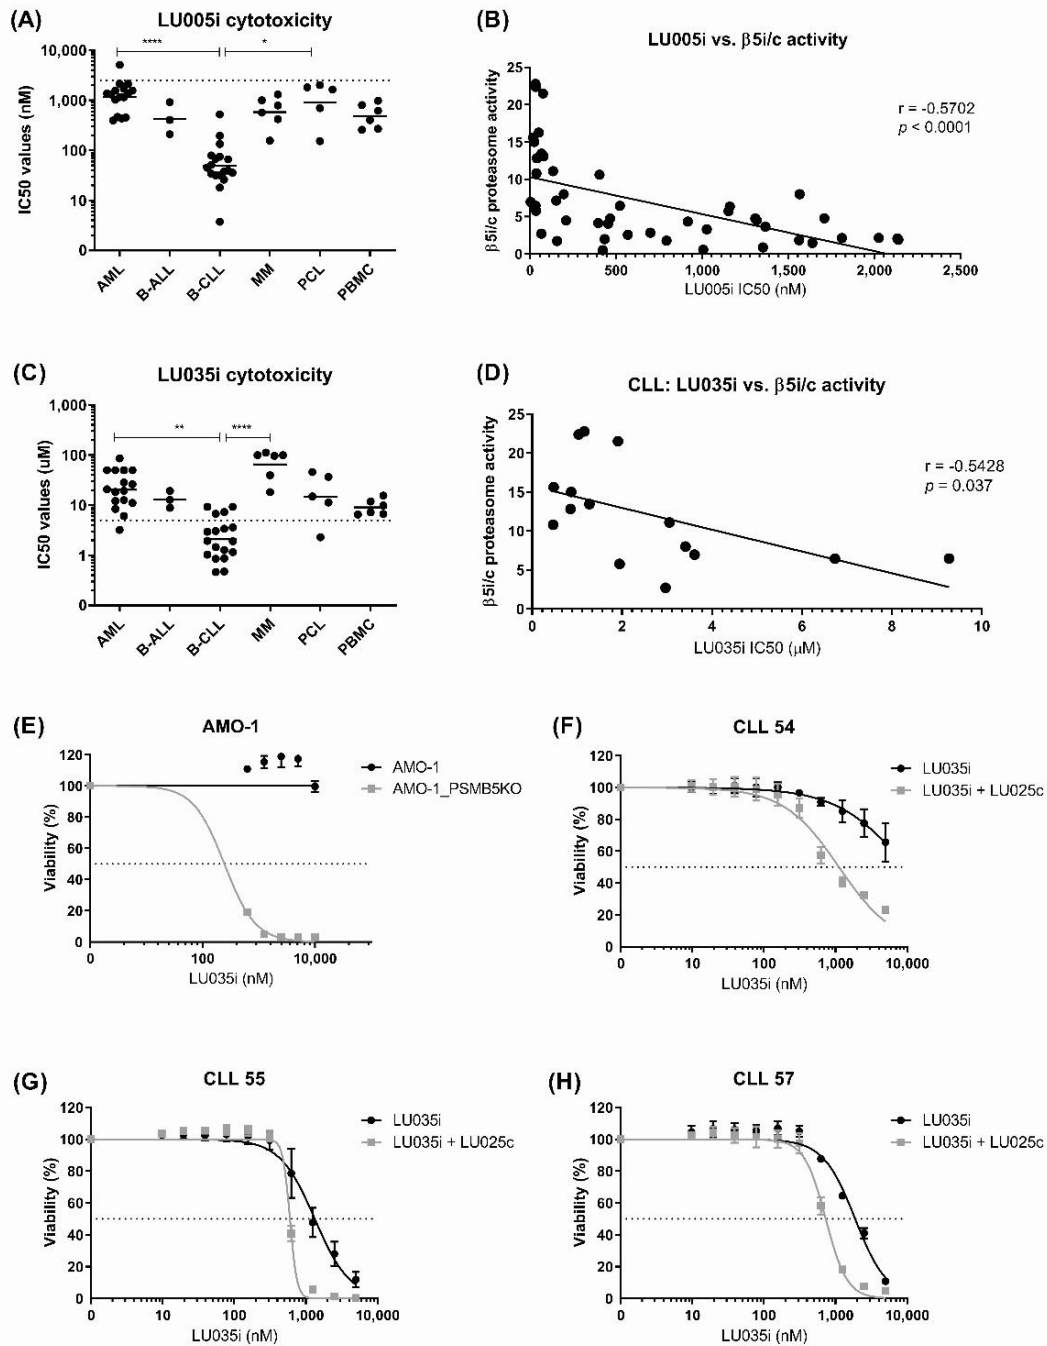 (A)
LU005i cytotoxicity
IC50 values (nM)
10,000
1,000
100
10
0
****
*
AML
B-ALL
B-CLL
MM
PCL
PBMC
(B)
LU005i vs. β5i/c activity
β5i/c proteasome activity
25
20
15
10
5
0
r = -0.5702
p < 0.0001
0
500
1,000
1,500
2,000
2,500
LU005i IC50 (nM)
(C)
LU035i cytotoxicity
IC50 values (uM)
1,000
100
10
1
0
**
****
AML
B-ALL
B-CLL
MM
PCL
PBMC
(D)
CLL: LU035i vs. β5i/c activity
β5i/c proteasome activity
25
20
15
10
5
0
r = -0.5428
p = 0.037
0
2
4
6
8
10
LU035i IC50 (μM)
(E)
AMO-1
Viability (%)
120
100
80
60
40
20
0
AMO-1
AMO-1_PSMB5KO
0
100
10,000
LU035i (nM)
(F)
CLL 54
Viability (%)
120
100
80
60
40
20
0
LU035i
LU035i + LU025c
0
10
100
1,000
10,000
LU035i (nM)
(G)
CLL 55
Viability (%)
120
100
80
60
40
20
0
LU035i
LU035i + LU025c
0
10
100
1,000
10,000
LU035i (nM)
(H)
CLL 57
Viability (%)
120
100
80
60
40
20
0
LU035i
LU035i + LU025c
0
10
100
1,000
10,000
LU035i (nM)